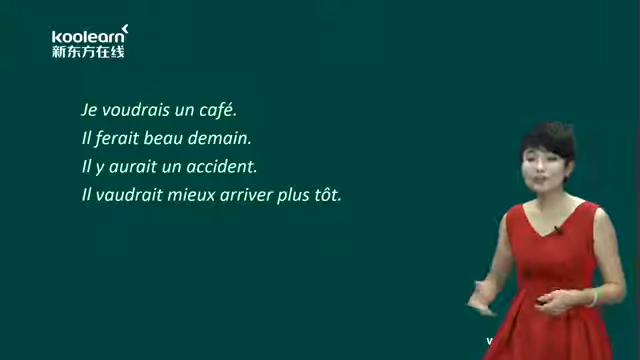 koolearn
新东方在线
Je voudrais un café.
Il ferait beau demain.
Il y aurait un accident.
Il vaudrait mieux arriver plus tôt.